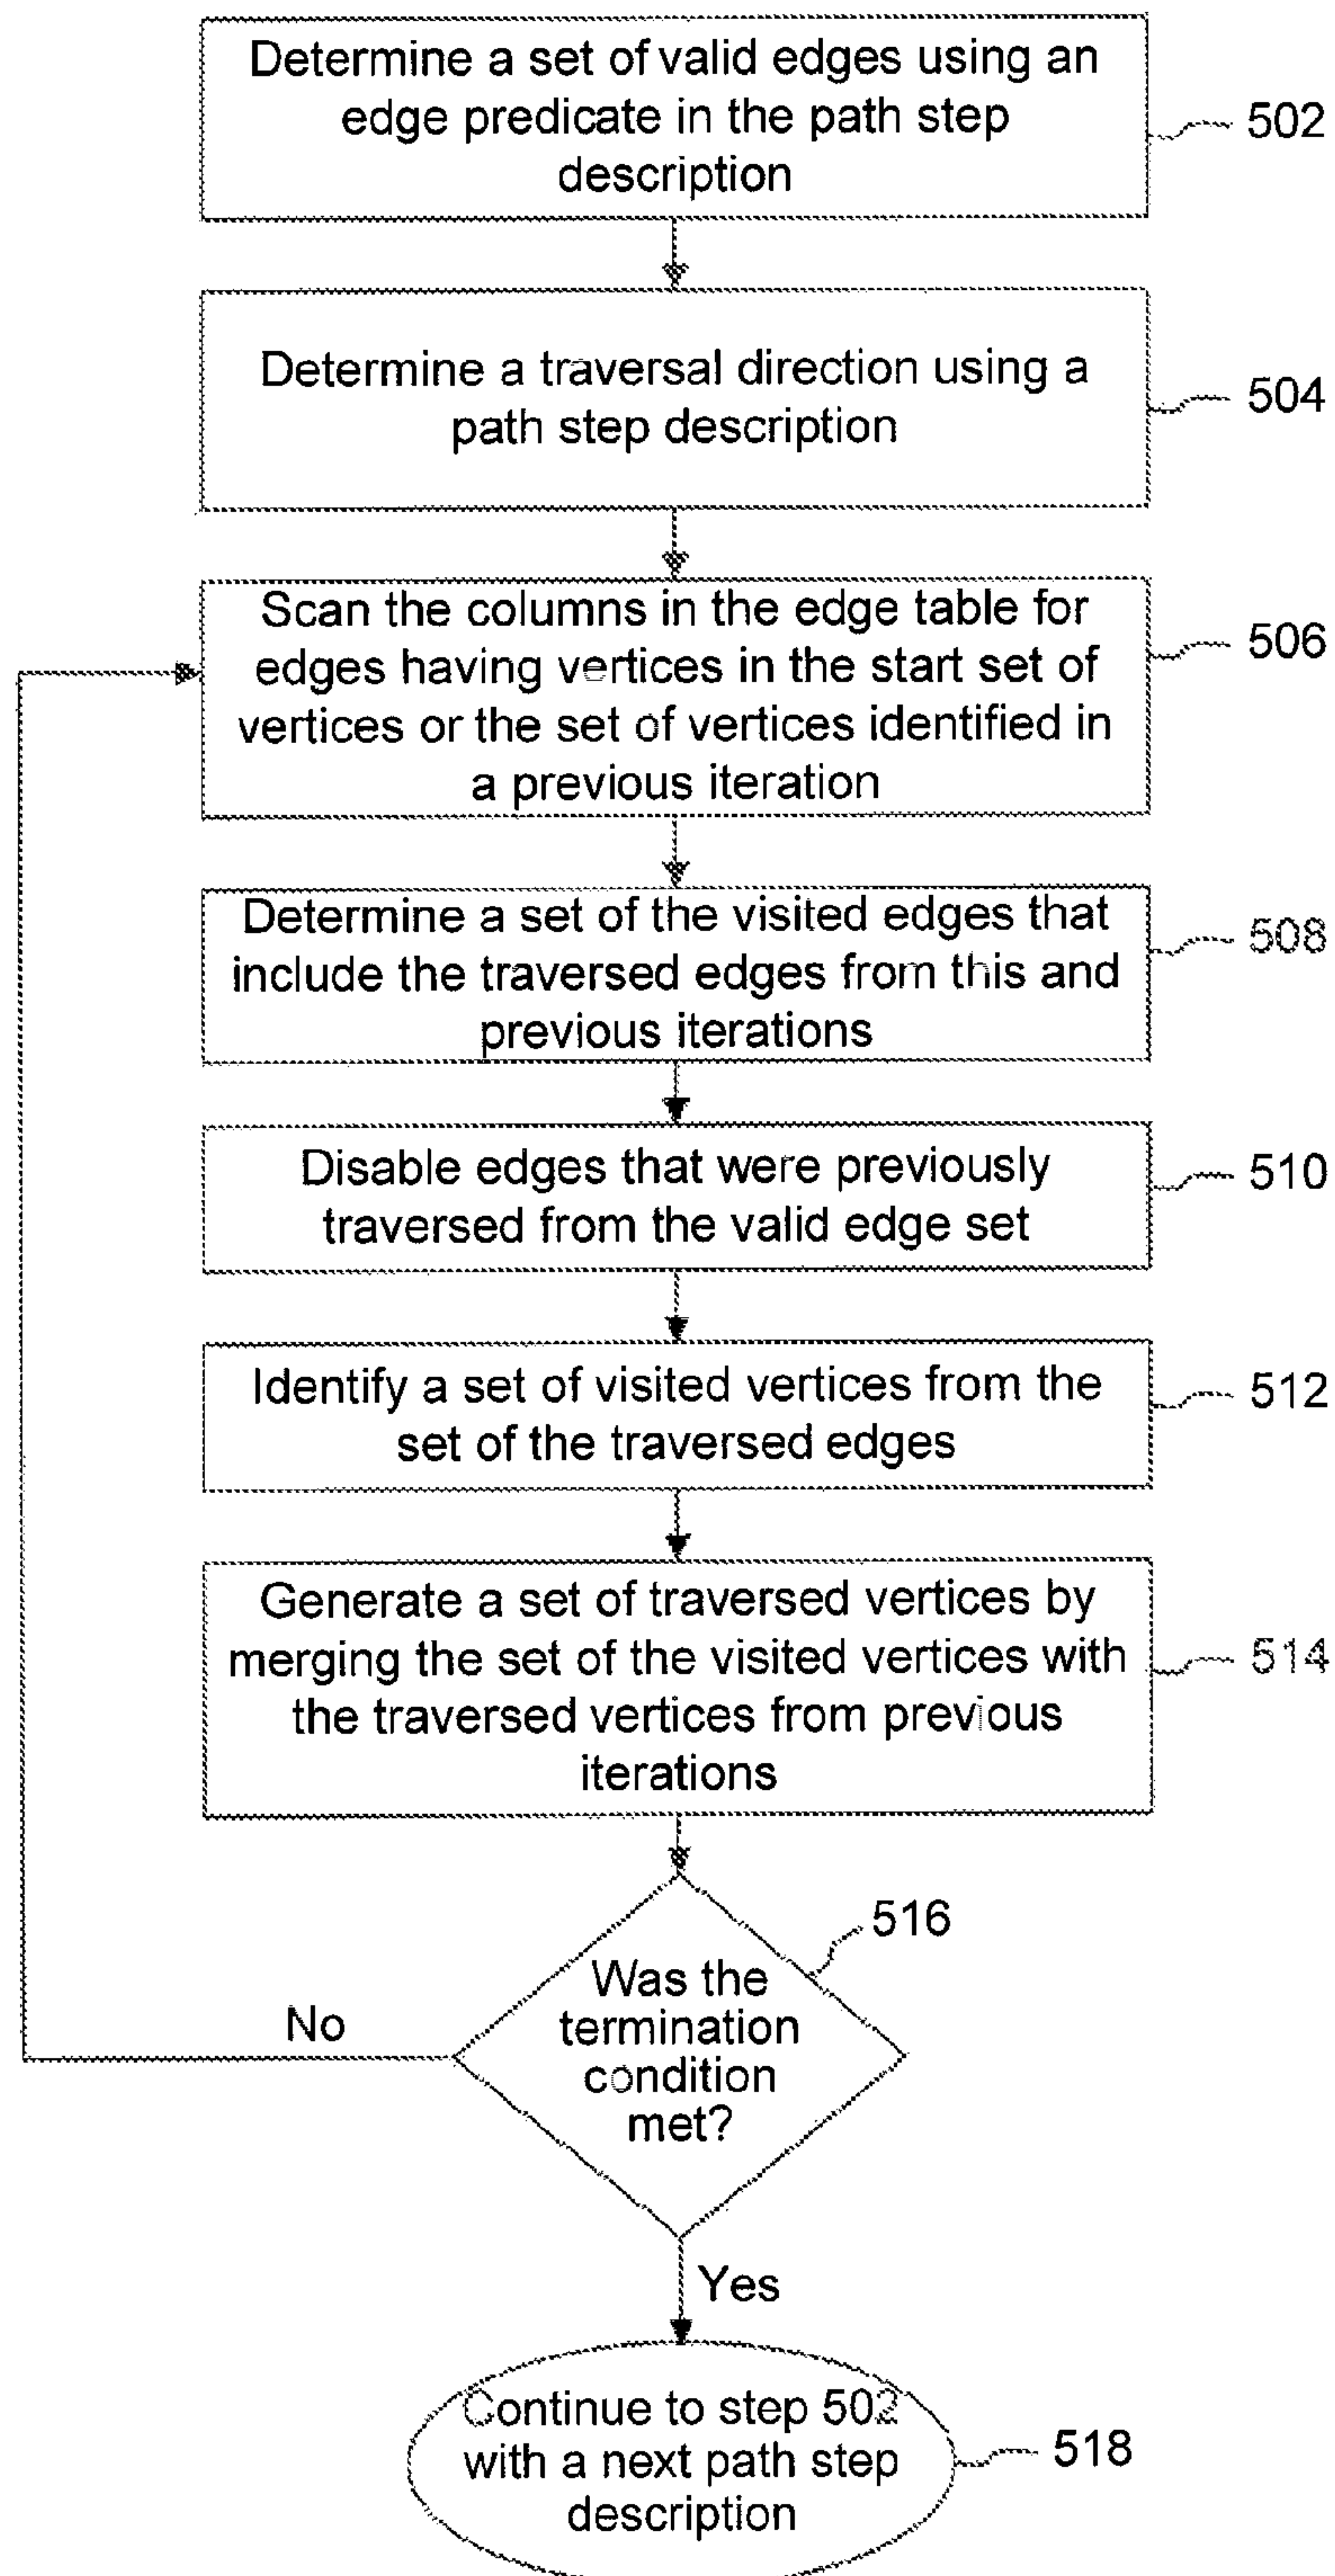 Determine a set of valid edges using an
edge predicate in the path step
description
502
Determine a traversal direction using a
path step description
504
Scan the columns in the edge table for
edges having vertices in the start set of
vertices or the set of vertices identified in
a previous iteration
506
Determine a set of the visited edges that
include the traversed edges from this and
previous iterations
508
Disable edges that were previously
traversed from the valid edge set
510
Identify a set of visited vertices from the
set of the traversed edges
512
Generate a set of traversed vertices by
merging the set of the visited vertices with
the traversed vertices from previous
iterations
514
516
Was the
termination
condition
met?
No
Yes
Continue to step 502
with a next path step
description
518